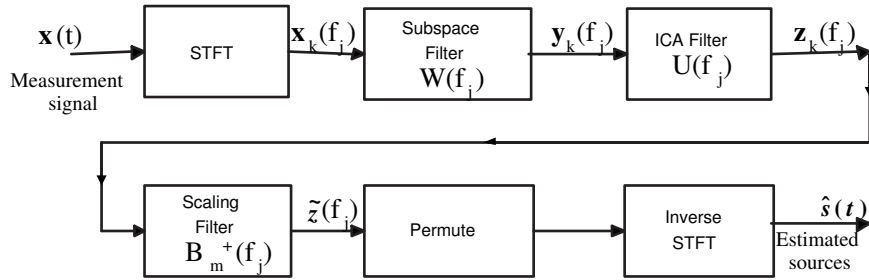 x(t)
Measurement
signal
STFT
x_k(f_j)
Subspace
Filter
W(f_j)
y_k(f_j)
ICA Filter
U(f_j)
z_k(f_j)
Scaling
Filter
B_m^+(f_j)
z̃(f_j)
Permute
Inverse
STFT
ŝ(t)
Estimated
sources